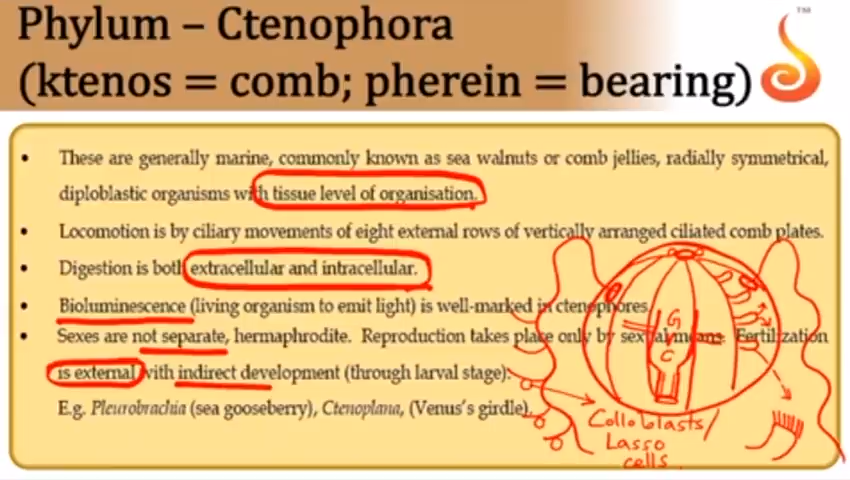 Phylum – Ctenophora
(ktenos = comb; pherein = bearing)
TM
• These are generally marine, commonly known as sea walnuts or comb jellies, radially symmetrical,
diploblastic organisms with tissue level of organisation.
• Locomotion is by ciliary movements of eight external rows of vertically arranged ciliated comb plates.
• Digestion is both extracellular and intracellular.
• Bioluminescence (living organism to emit light) is well-marked in ctenophores.
• Sexes are not separate, hermaphrodite. Reproduction takes place only by sexual means. Fertilization
is external with indirect development (through larval stage).
E.g. Pleurobrachia (sea gooseberry), Ctenoplana, (Venus's girdle).
G
V
C
Colloblasts/
Lasso
cells